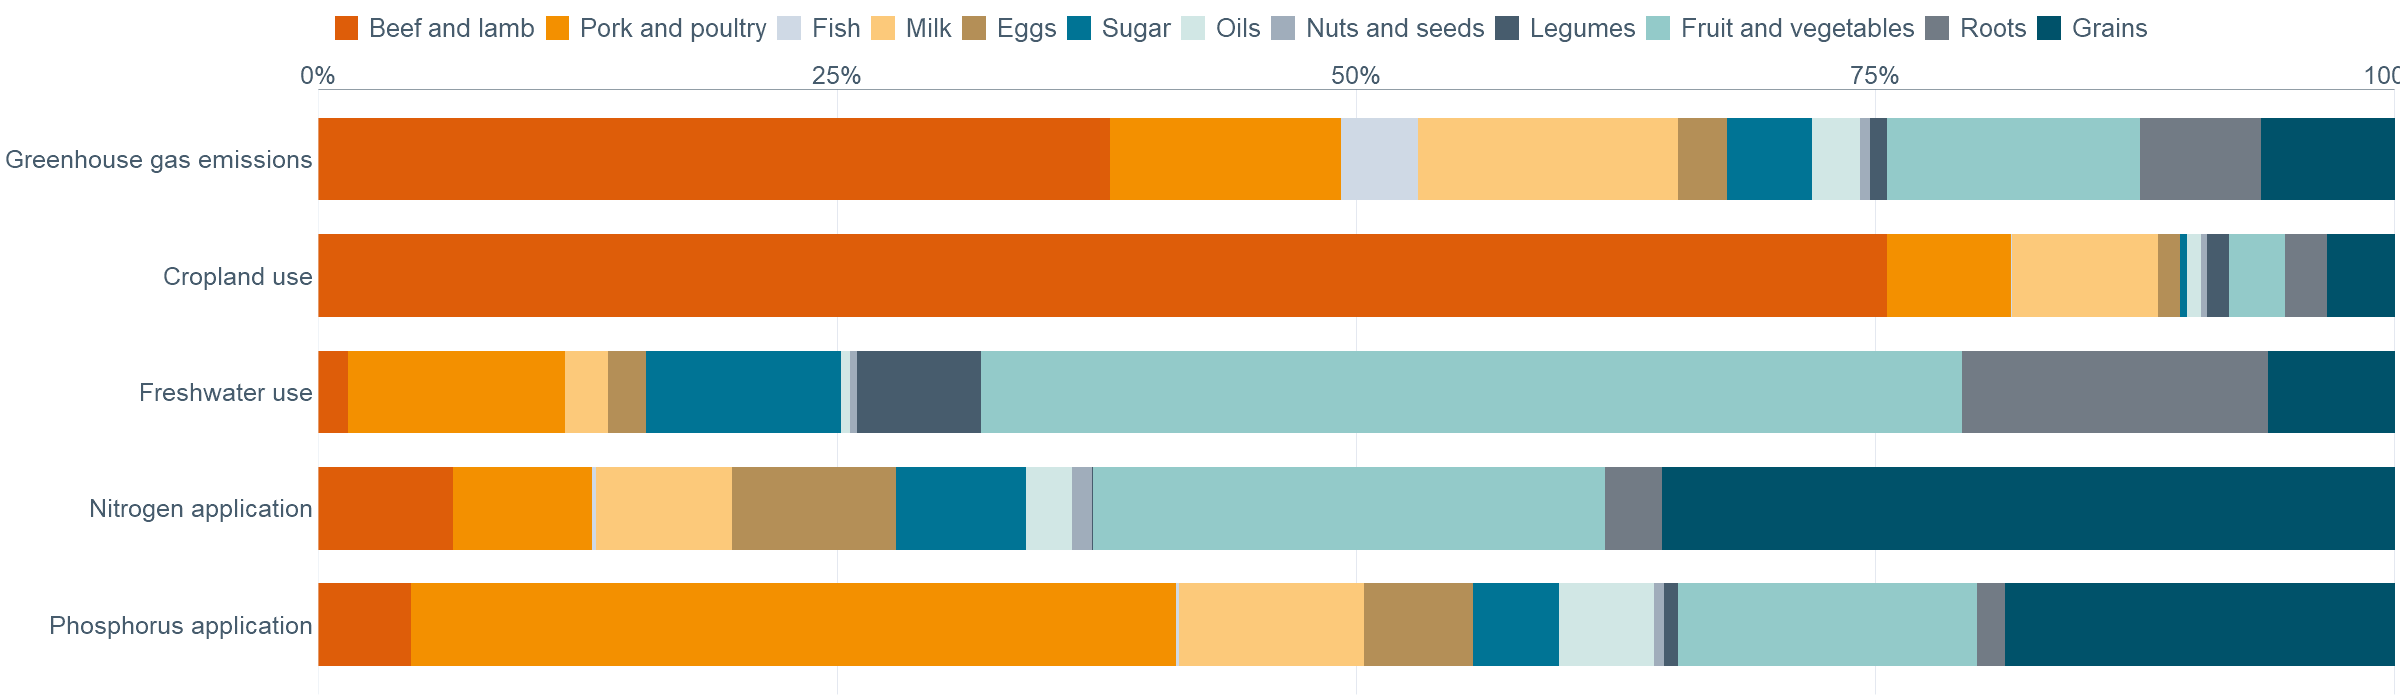 Beef and lamb Pork and poultry Fish Milk Eggs Sugar Oils Nuts and seeds Legumes Fruit and vegetables Roots Grains
0% 25% 50% 75% 100
Greenhouse gas emissions
Cropland use
Freshwater use
Nitrogen application
Phosphorus application